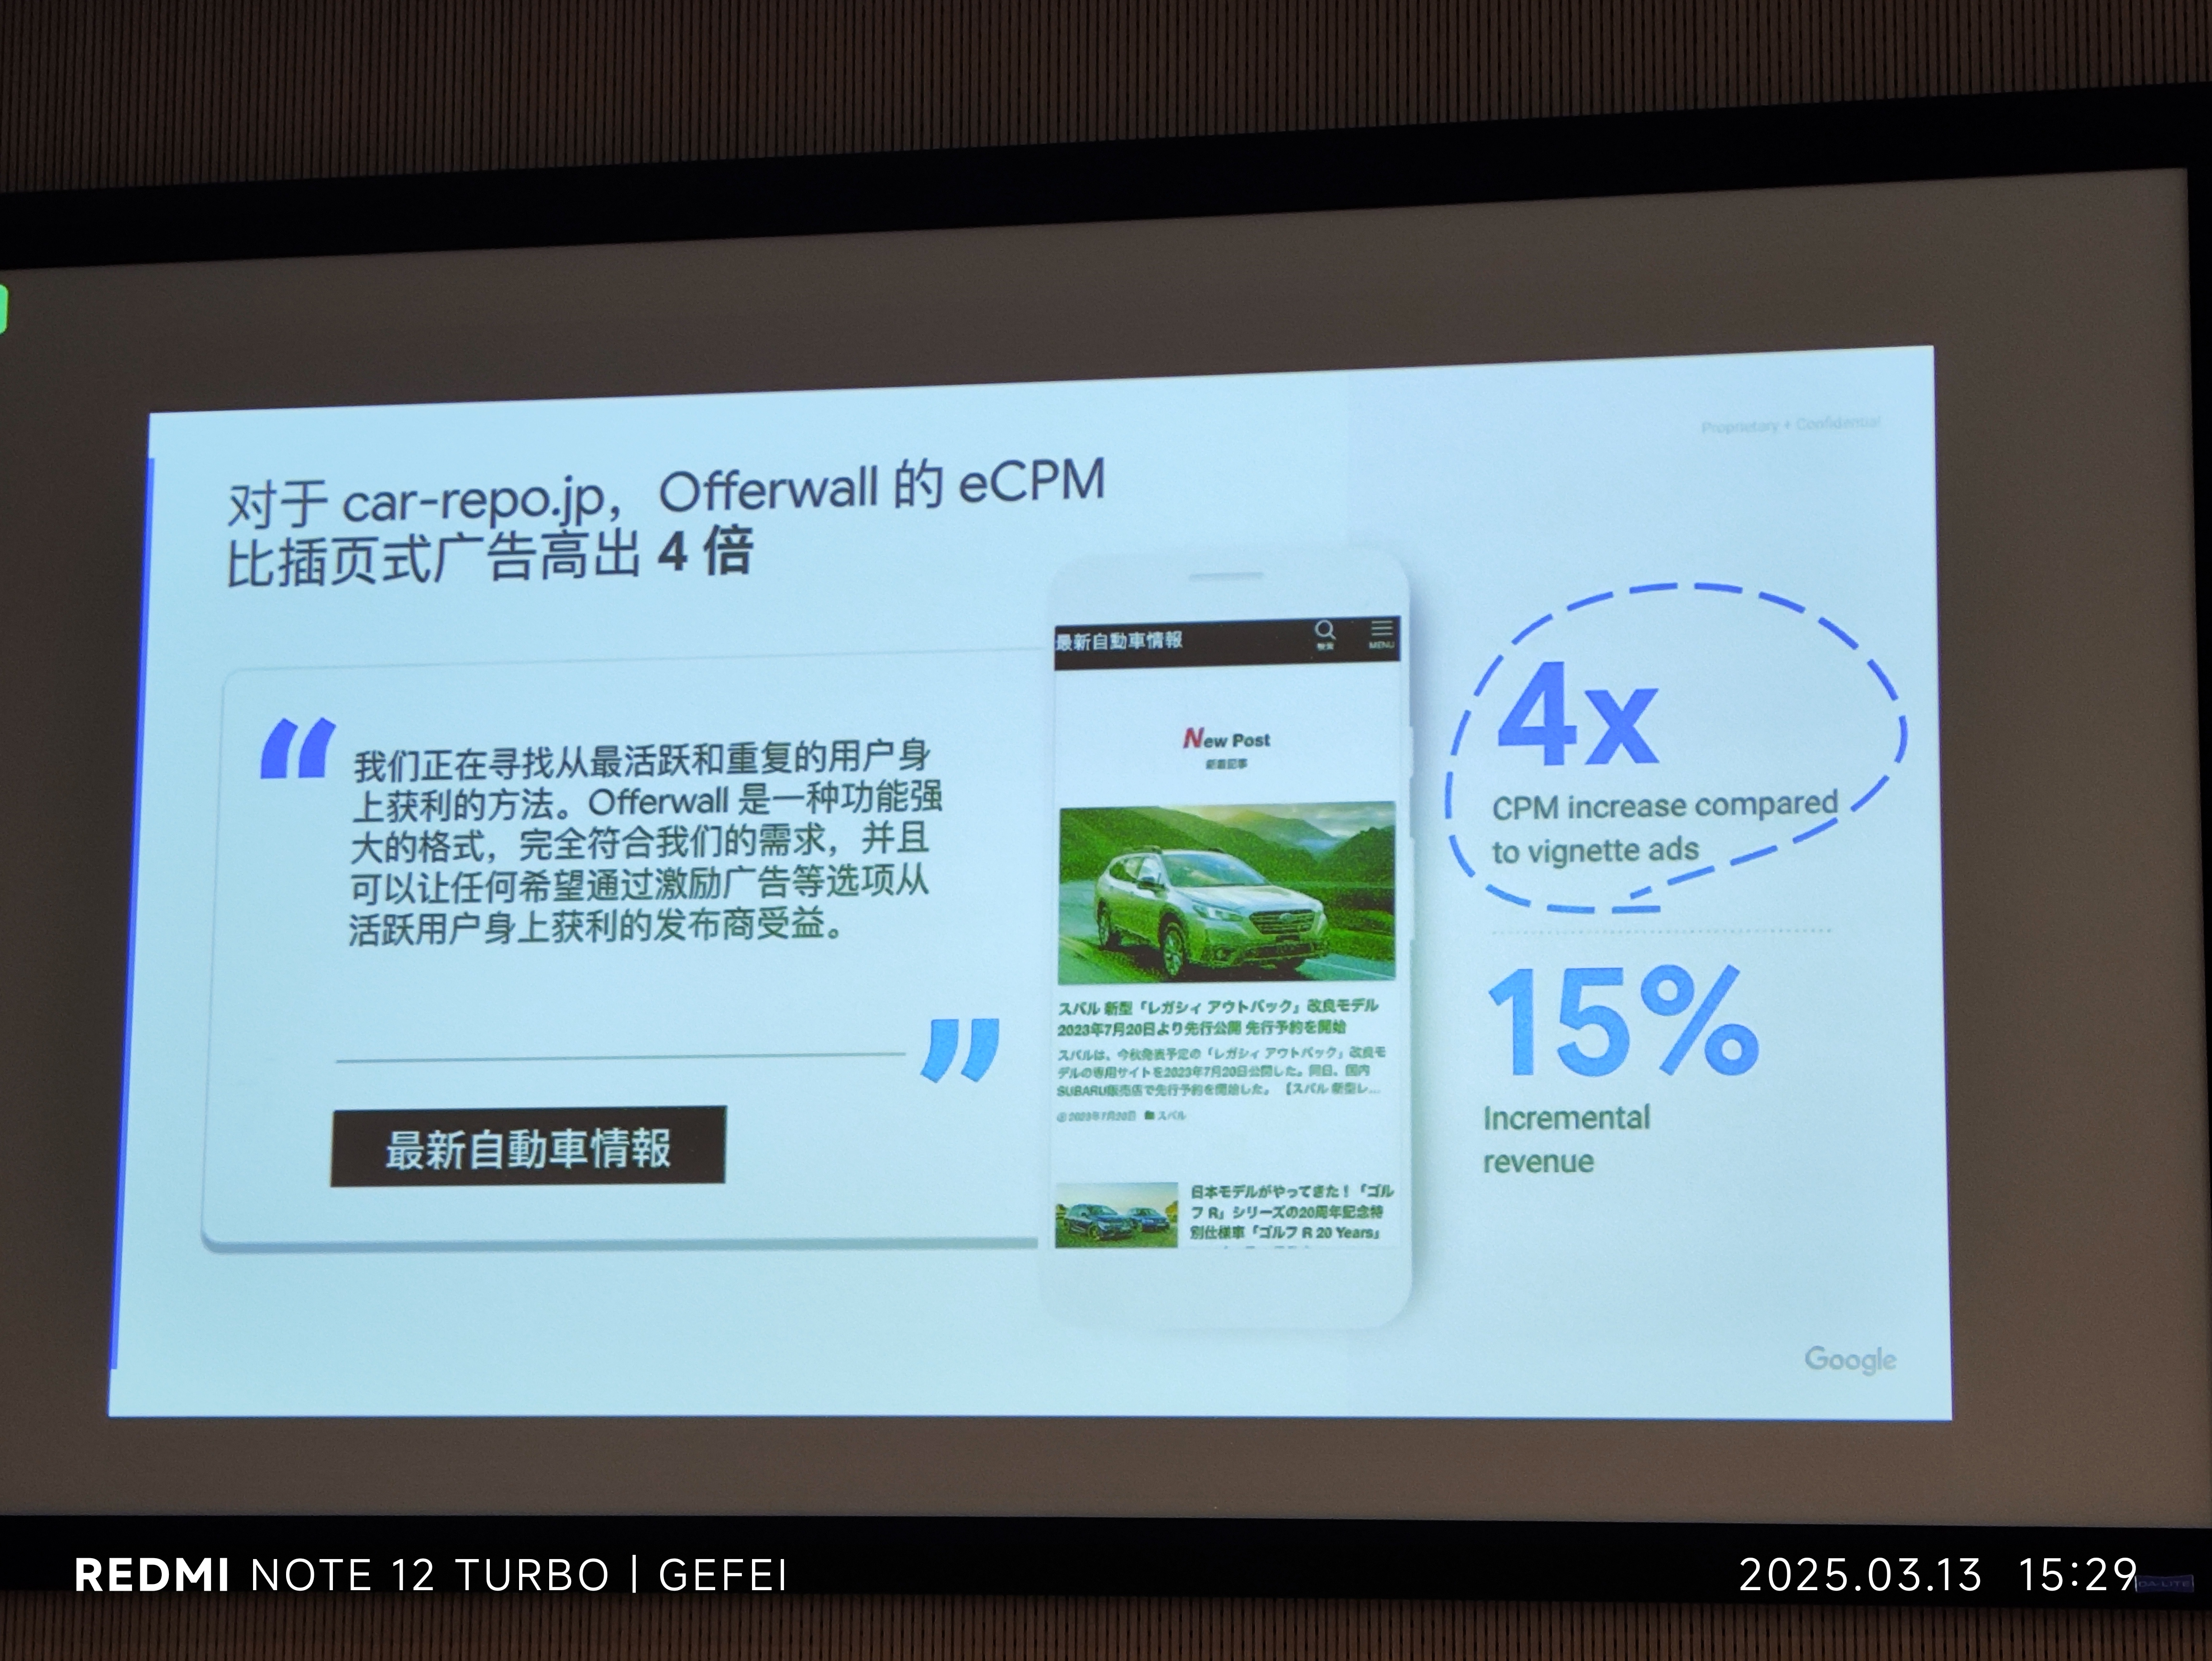 Proprietary + Confidential
对于 car-repo.jp，Offerwall 的 eCPM
比插页式广告高出 4 倍
“
我们正在寻找从最活跃和重复的用户身
上获利的方法。Offerwall 是一种功能强
大的格式，完全符合我们的需求，并且
可以让任何希望通过激励广告等选项从
活跃用户身上获利的发布商受益。
”
最新自動車情報
最新自動車情報
検索
MENU
New Post
新着記事
スバル 新型「レガシィ アウトバック」改良モデル
2023年7月20日より先行公開 先行予約を開始
スバルは、今秋発表予定の「レガシィ アウトバック」改良モ
デルの専用サイトを2023年7月20日公開した。同日、国内
SUBARU販売店で先行予約を開始した。【スバル 新型レ...
2023年7月20日 スバル
日本モデルがやってきた！「ゴル
フ R」シリーズの20周年記念特
別仕様車「ゴルフ R 20 Years」
4x
CPM increase compared
to vignette ads
15%
Incremental
revenue
Google
REDMI NOTE 12 TURBO | GEFEI
2025.03.13 15:29
DA-LITE